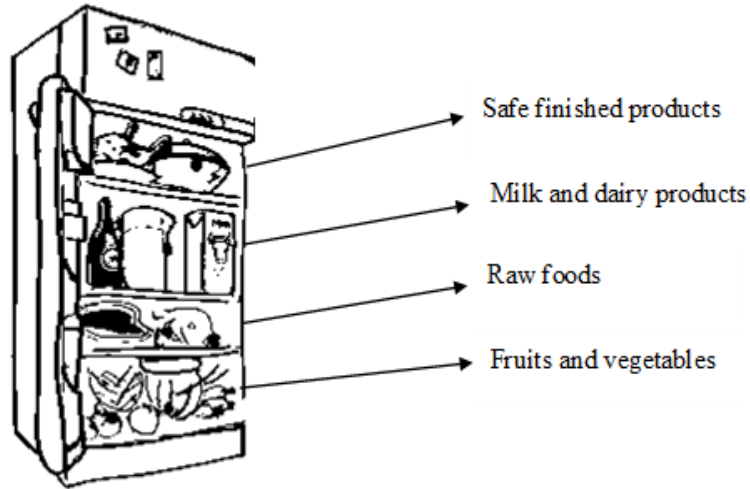 Safe finished products
Milk and dairy products
Raw foods
Fruits and vegetables